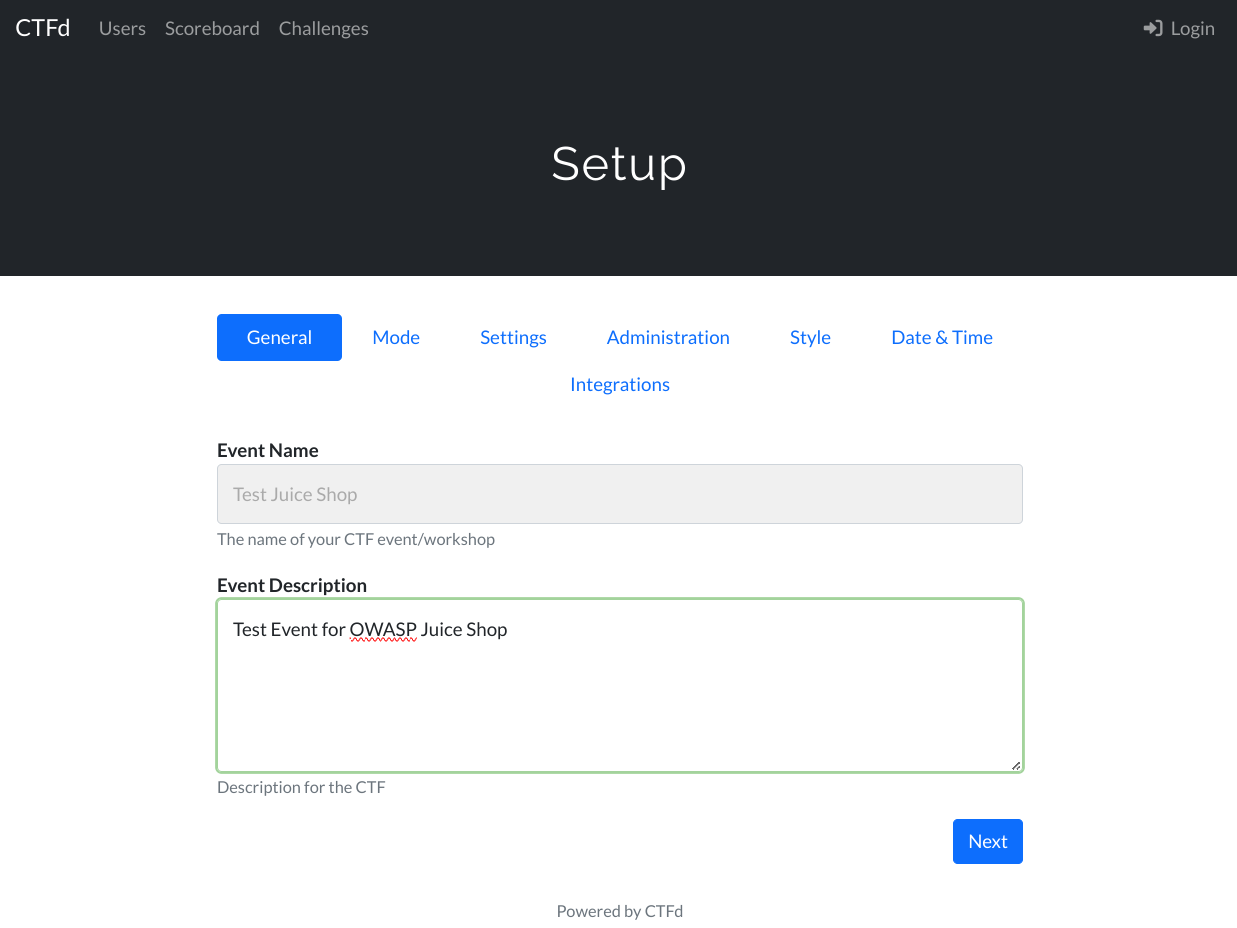 CTFd Users Scoreboard Challenges Login
Setup
General Mode Settings Administration Style Date & Time
Integrations
Event Name
Test Juice Shop
The name of your CTF event/workshop
Event Description
Test Event for OWASP Juice Shop
Description for the CTF
Next
Powered by CTFd